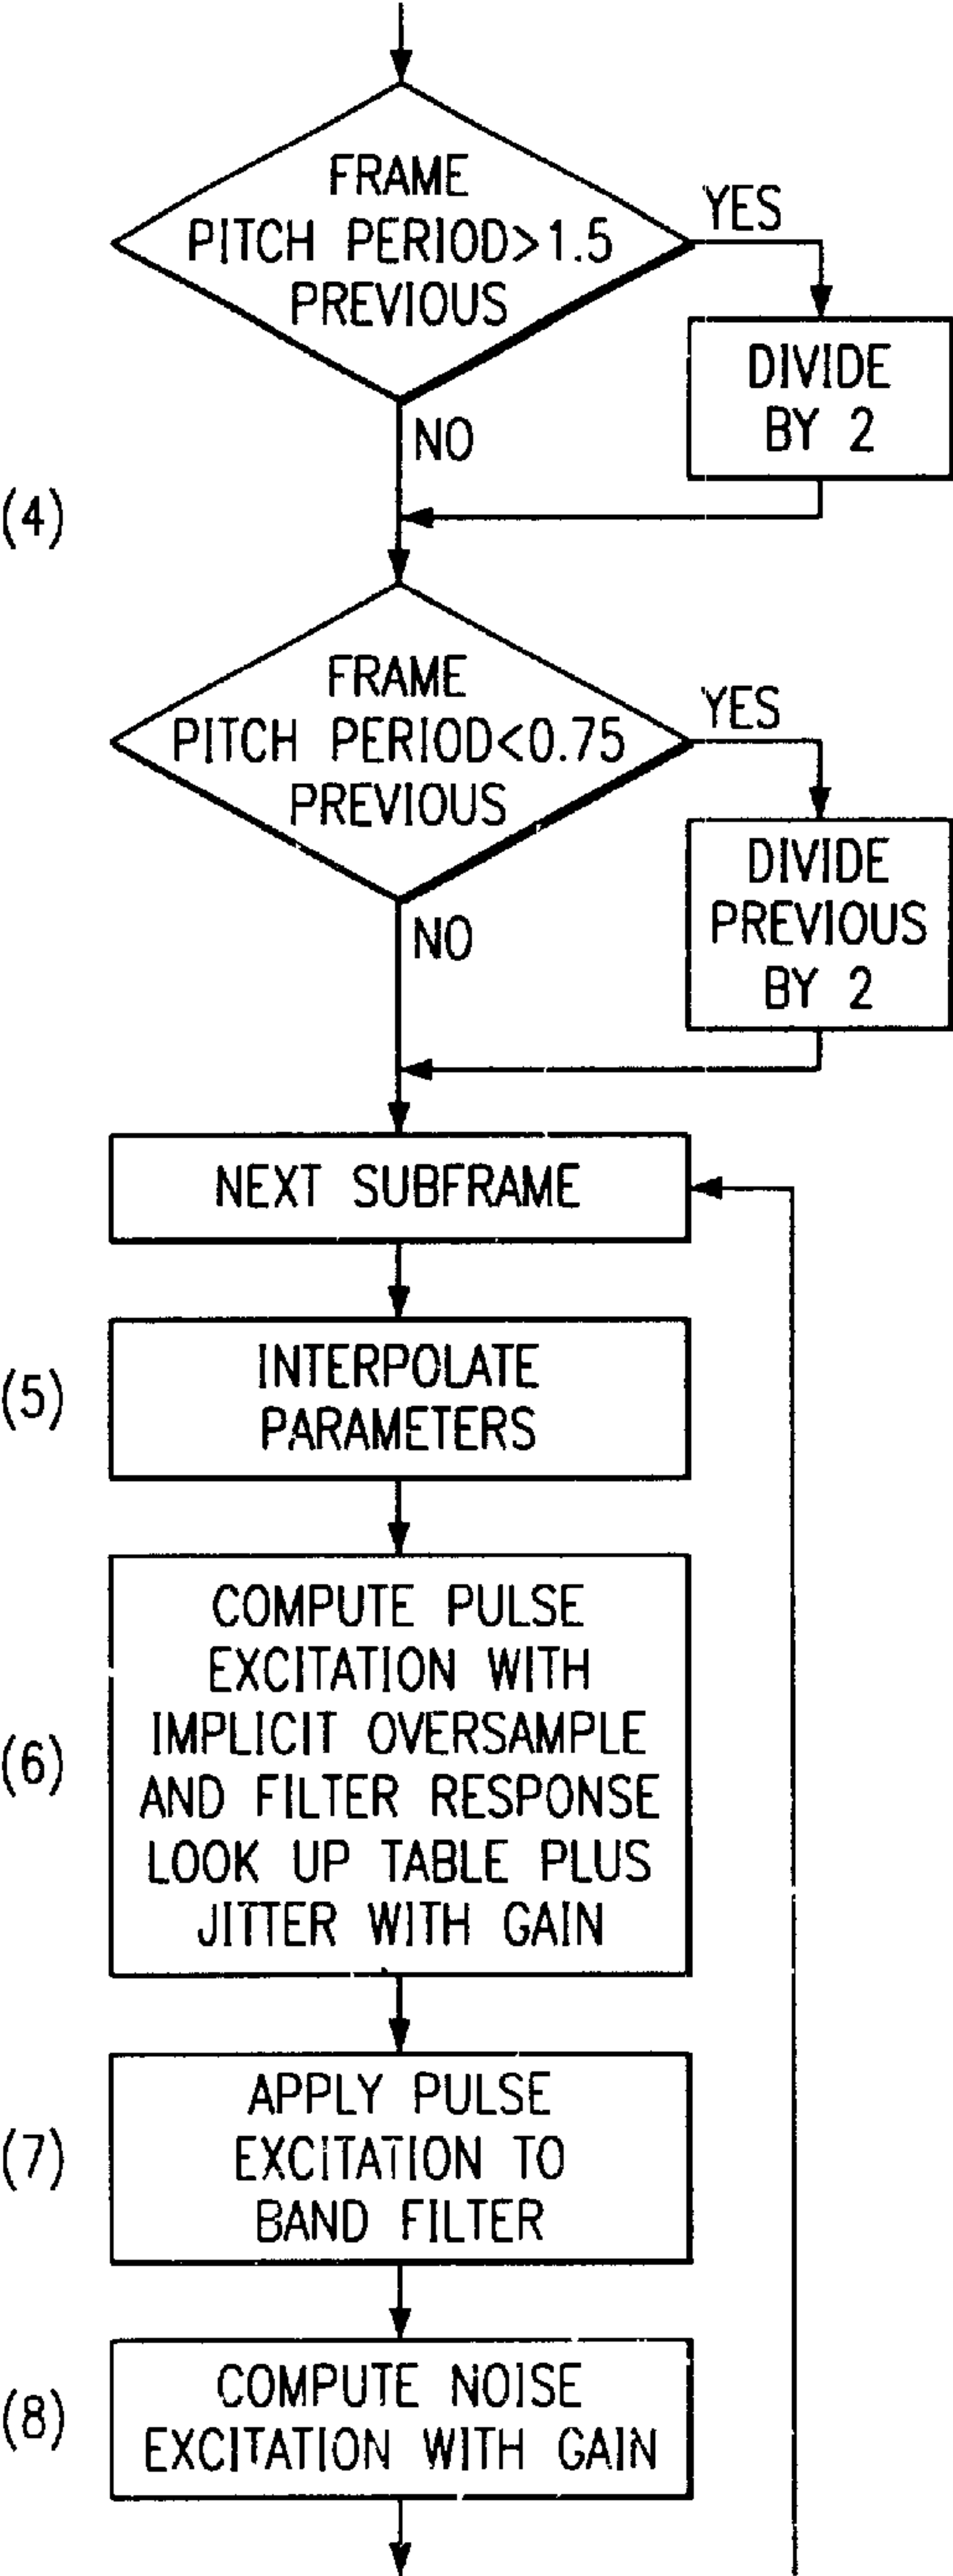 FRAME
PITCH PERIOD>1.5
PREVIOUS
YES
DIVIDE
BY 2
NO
(4)
FRAME
PITCH PERIOD<0.75
PREVIOUS
YES
DIVIDE
PREVIOUS
BY 2
NO
NEXT SUBFRAME
(5)
INTERPOLATE
PARAMETERS
(6)
COMPUTE PULSE
EXCITATION WITH
IMPLICIT OVERSAMPLE
AND FILTER RESPONSE
LOOK UP TABLE PLUS
JITTER WITH GAIN
(7)
APPLY PULSE
EXCITATION TO
BAND FILTER
(8)
COMPUTE NOISE
EXCITATION WITH GAIN